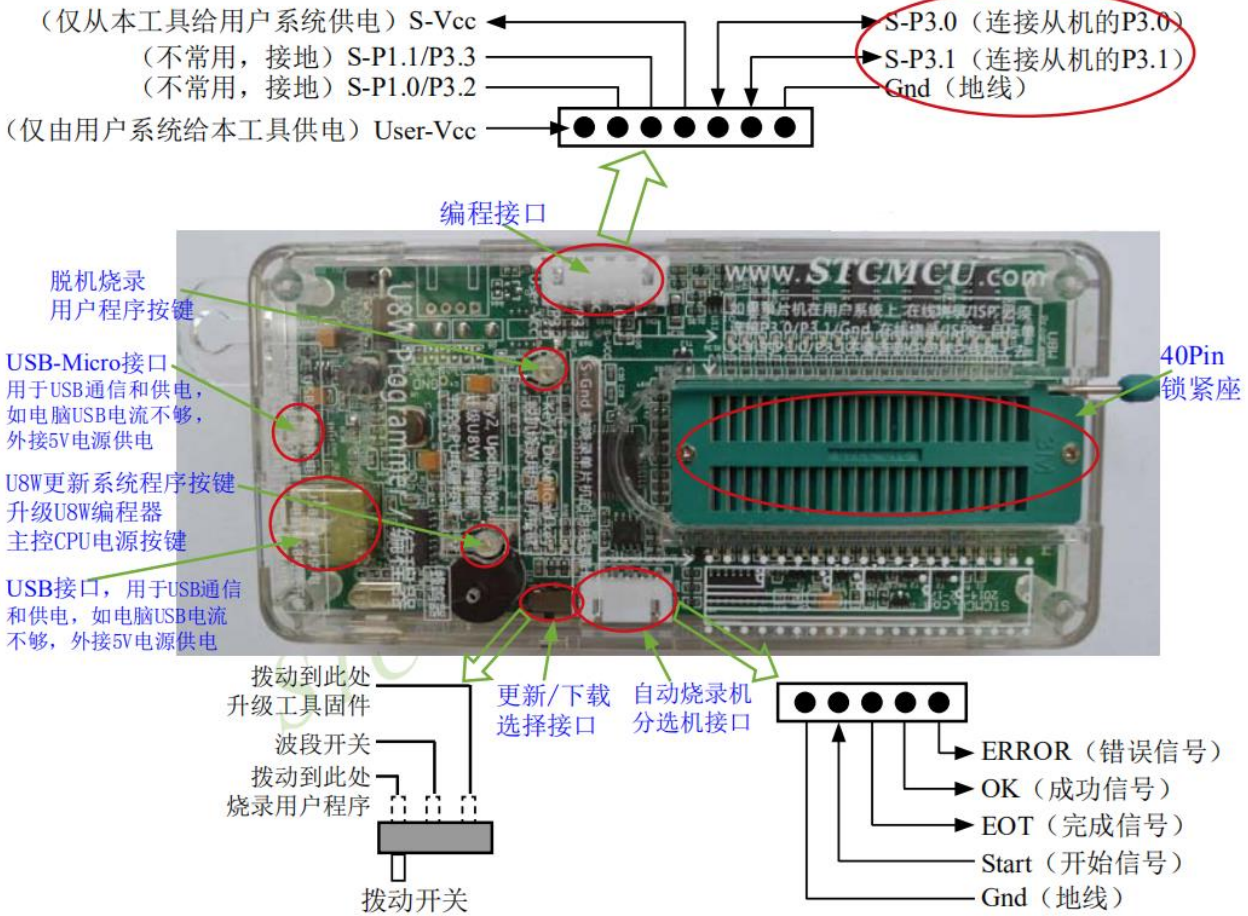 （仅从本工具给用户系统供电）S-Vcc
（不常用，接地）S-P1.1/P3.3
（不常用，接地）S-P1.0/P3.2
（仅由用户系统给本工具供电）User-Vcc
S-P3.0（连接从机的P3.0）
S-P3.1（连接从机的P3.1）
Gnd（地线）
编程接口
脱机烧录
用户程序按键
USB-Micro接口
用于USB通信和供电，
如电脑USB电流不够，
外接5V电源供电
U8W更新系统程序按键
升级U8W编程器
主控CPU电源按键
USB接口，用于USB通信
和供电，如电脑USB电流
不够，外接5V电源供电
www.STCMCU.com
U8W Programmer
S Gnd
40Pin
锁紧座
拨动到此处
升级工具固件
波段开关
拨动到此处
烧录用户程序
拨动开关
更新/下载
选择接口
自动烧录机
分选机接口
ERROR（错误信号）
OK（成功信号）
EOT（完成信号）
Start（开始信号）
Gnd（地线）